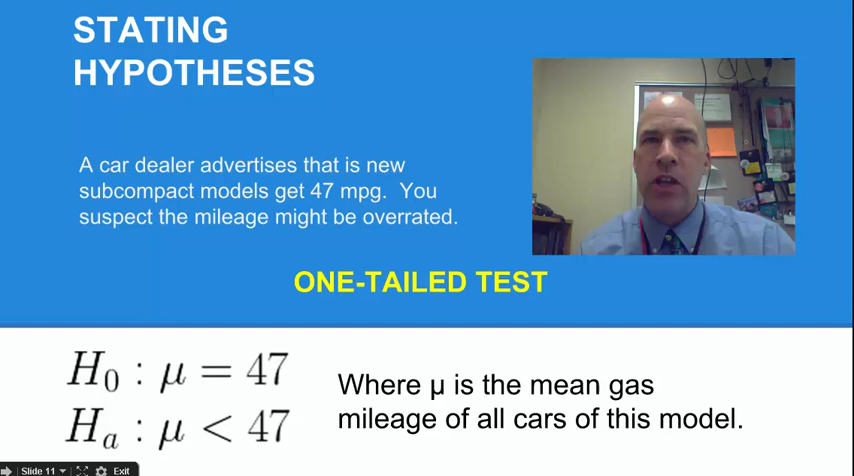 STATING
HYPOTHESES
A car dealer advertises that is new
subcompact models get 47 mpg. You
suspect the mileage might be overrated.
ONE-TAILED TEST
H₀ : μ = 47
Hₐ : μ < 47
Where μ is the mean gas
mileage of all cars of this model.
Slide 11 Exit